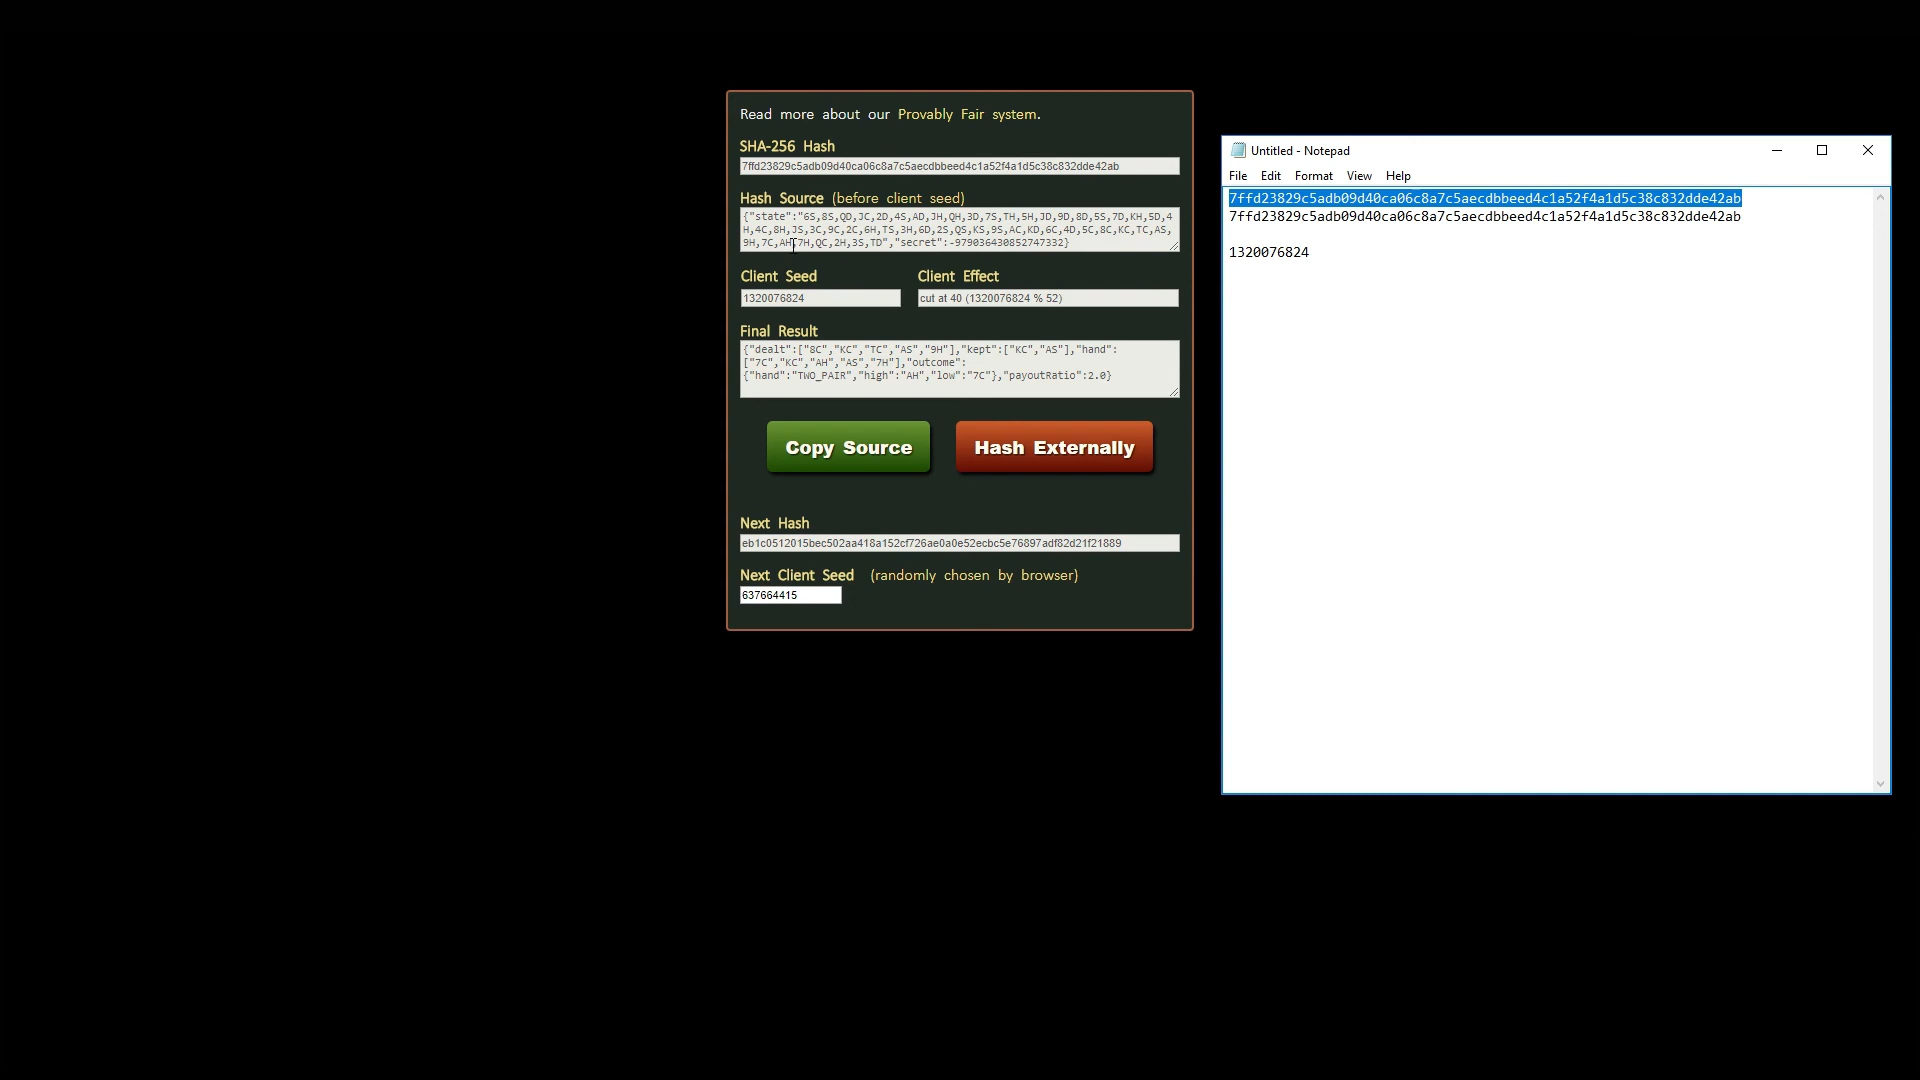 Read more about our Provably Fair system.
SHA-256 Hash
7ffd23829c5adb09d40ca06c8a7c5aecdbbeed4c1a52f4a1d5c38c832dde42ab
Hash Source (before client seed)
{"state":"6S,8S,QD,JC,2D,4S,AD,JH,QH,3D,7S,TH,5H,JD,9D,8D,5S,7D,KH,5D,4
H,4C,8H,JS,3C,9C,2C,6H,TS,3H,6D,2S,QS,KS,9S,AC,KD,6C,4D,5C,8C,KC,TC,AS,
9H,7C,AH,7H,QC,2H,3S,TD","secret":-979036430852747332}
Client Seed
Client Effect
1320076824
cut at 40 (1320076824 % 52)
Final Result
{"dealt":["8C","KC","TC","AS","9H"],"kept":["KC","AS"],"hand":
["7C","KC","AH","AS","7H"],"outcome":
{"hand":"TWO_PAIR","high":"AH","low":"7C"},"payoutRatio":2.0}
Copy Source
Hash Externally
Next Hash
eb1c0512015bec502aa418a152cf726ae0a0e52ecbc5e76897adf82d21f21889
Next Client Seed (randomly chosen by browser)
637664415
Untitled - Notepad
File Edit Format View Help
7ffd23829c5adb09d40ca06c8a7c5aecdbbeed4c1a52f4a1d5c38c832dde42ab
7ffd23829c5adb09d40ca06c8a7c5aecdbbeed4c1a52f4a1d5c38c832dde42ab
1320076824